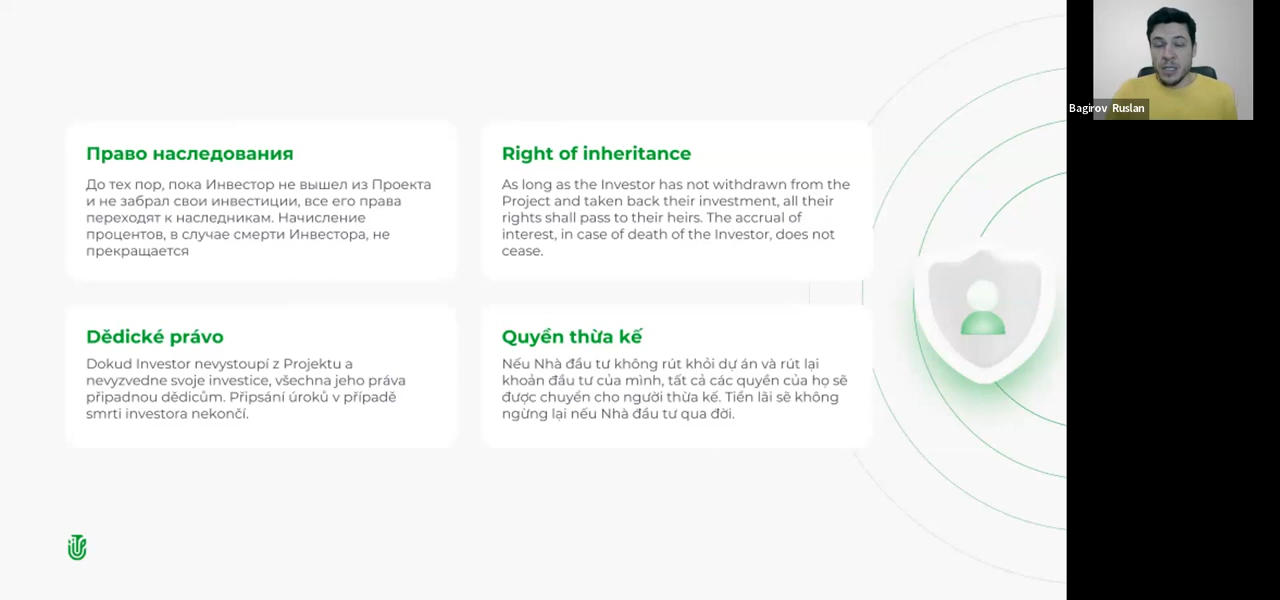 Право наследования
До тех пор, пока Инвестор не вышел из Проекта
и не забрал свои инвестиции, все его права
переходят к наследникам. Начисление
процентов, в случае смерти Инвестора, не
прекращается
Right of inheritance
As long as the Investor has not withdrawn from the
Project and taken back their investment, all their
rights shall pass to their heirs. The accrual of
interest, in case of death of the Investor, does not
cease.
Dědické právo
Dokud Investor nevystoupí z Projektu a
nevyzvedne svoje investice, všechna jeho práva
připadnou dědicům. Připsání úroků v případě
smrti investora nekončí.
Quyền thừa kế
Nếu Nhà đầu tư không rút khỏi dự án và rút lại
khoản đầu tư của mình, tất cả các quyền của họ sẽ
được chuyển cho người thừa kế. Tiền lãi sẽ không
ngừng lại nếu Nhà đầu tư qua đời.
Bagirov Ruslan